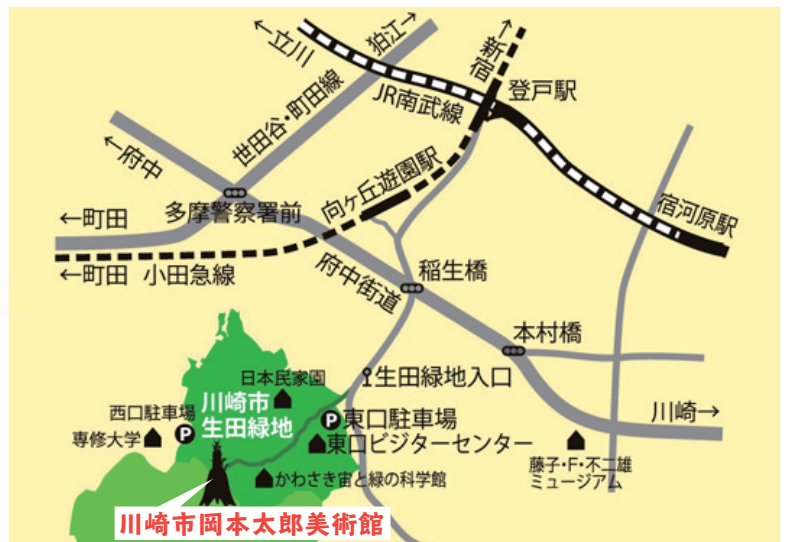 ←立川
狛江→
←新宿
登戸駅
JR南武線
世田谷・町田線
←府中
向ヶ丘遊園駅
宿河原駅
多摩警察署前
←町田
←町田 小田急線
府中街道
稲生橋
本村橋
生田緑地入口
日本民家園
川崎市
生田緑地
西口駐車場
P
P
東口駐車場
川崎→
専修大学
東口ビジターセンター
藤子・F・不二雄
ミュージアム
かわさき宙と緑の科学館
川崎市岡本太郎美術館